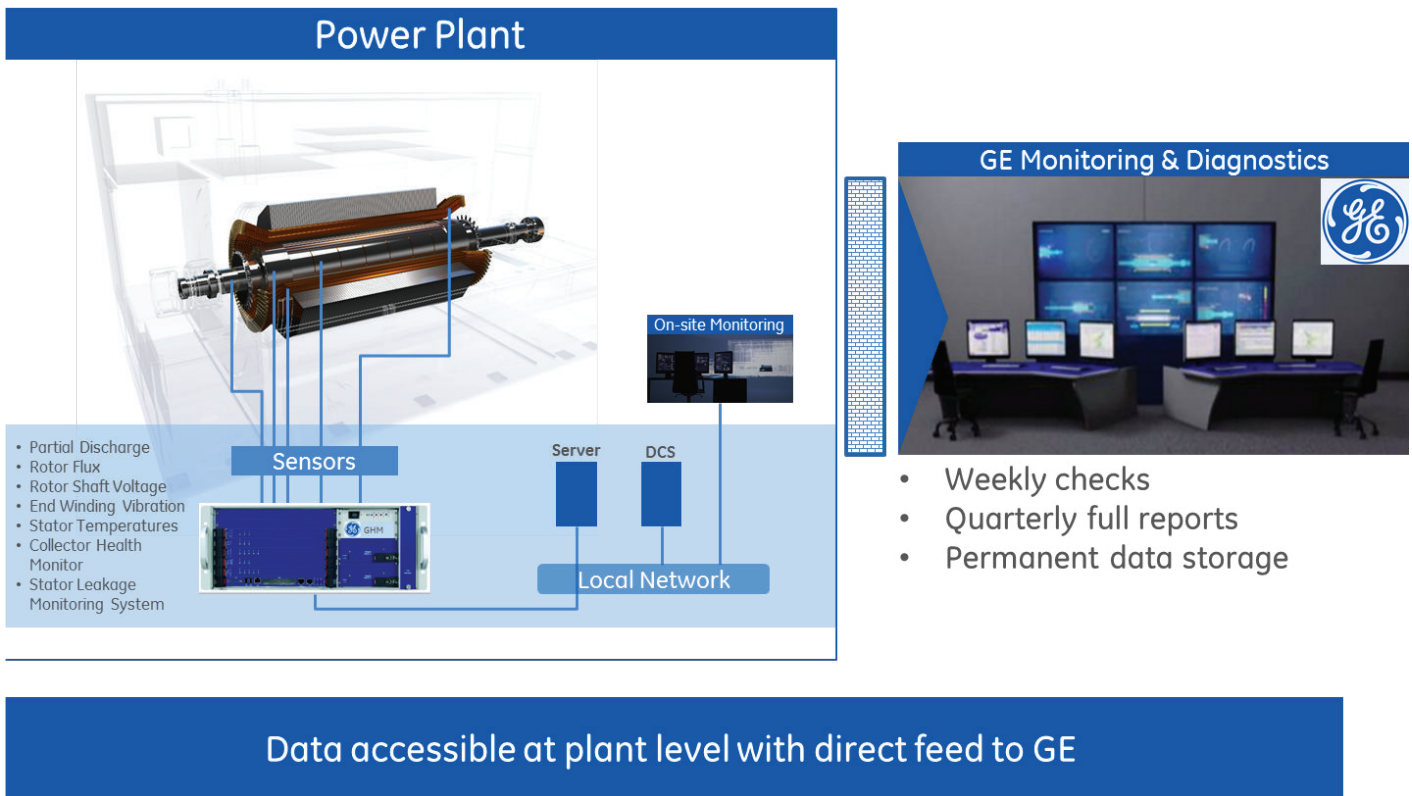 Power Plant
GE Monitoring & Diagnostics
GE
On-site Monitoring
• Partial Discharge
• Rotor Flux
• Rotor Shaft Voltage
• End Winding Vibration
• Stator Temperatures
• Collector Health
Monitor
• Stator Leakage
Monitoring System
Sensors
GHM
Server
DCS
Local Network
• Weekly checks
• Quarterly full reports
• Permanent data storage
Data accessible at plant level with direct feed to GE